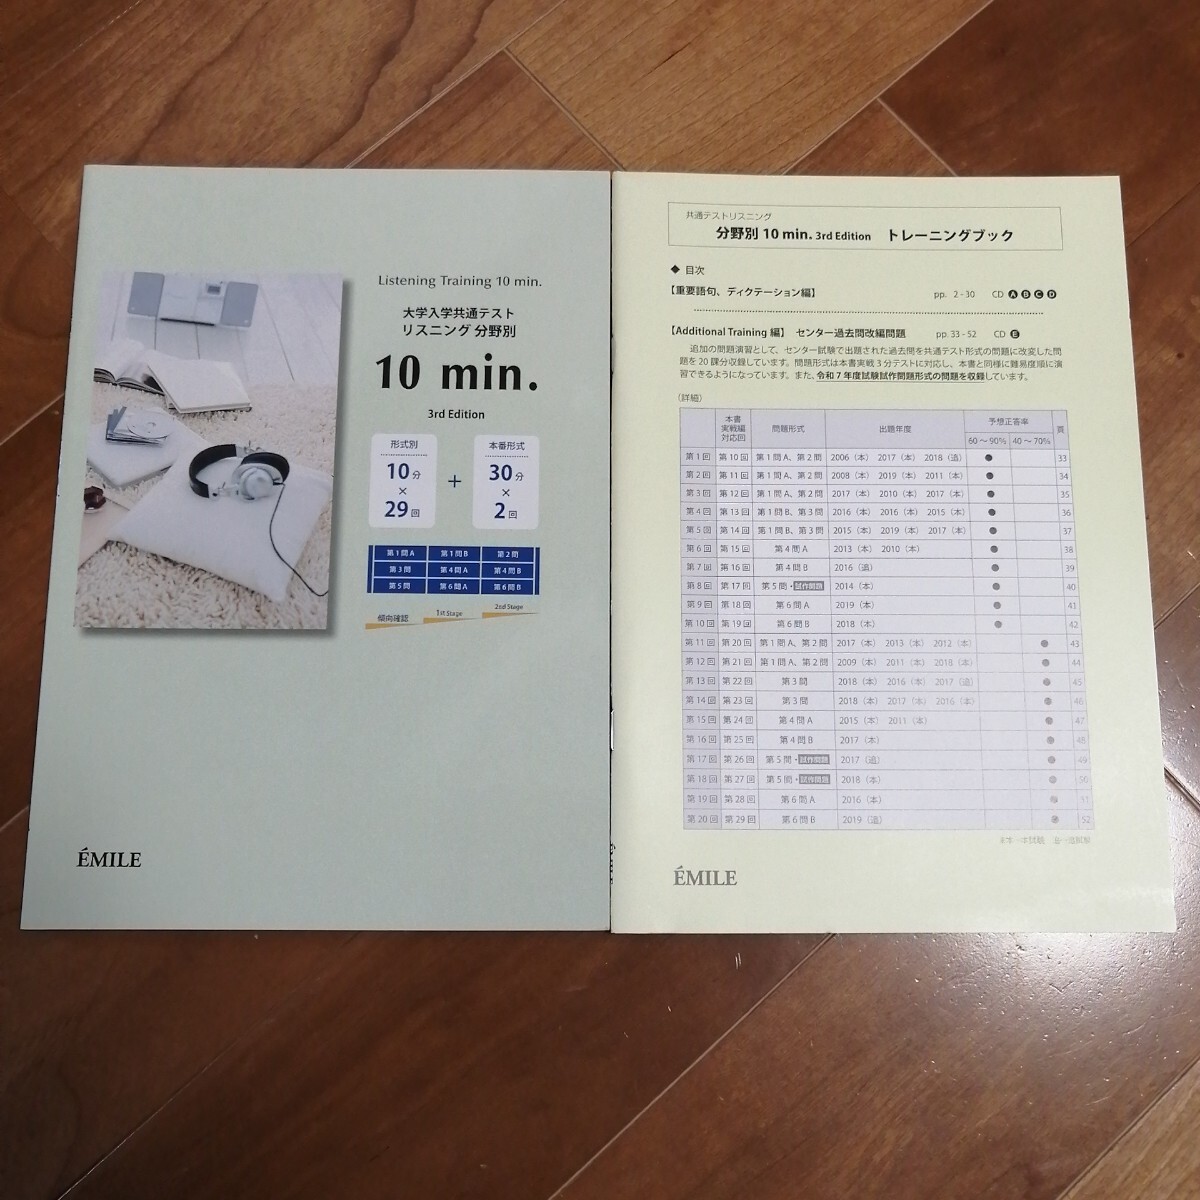 Listening Training 10 min.
大学入学共通テスト
リスニング 分野別
10 min.
3rd Edition
形式別
10分
×
29回
+
本番形式
30分
×
2回
第1問A 第1問B 第2問
第3問 第4問A 第4問B
第5問 第6問A 第6問B
傾向確認 1st Stage 2nd Stage
ÉMILE
共通テストリスニング
分野別 10 min. 3rd Edition トレーニングブック
◆ 目次
【重要語句、ディクテーション編】 pp. 2-30 CD A B C D
【Additional Training 編】 センター過去問改編問題 pp. 33-52 CD E
追加の問題演習として、センター試験で出題された過去問を共通テスト形式の問題に改変した問
題を 20 課分収録しています。問題形式は本書実戦 3 分テストに対応し、本書と同様に難易度順に演
習できるようになっています。また、令和 7 年度試験試作問題形式の問題を収録しています。
（詳細）
本書実戦編対応回 問題形式 出題年度 予想正答率 頁
60～90% 40～70%
第1回 第10回 第1問A、第2問 2006（本） 2017（本） 2018（追） ● 33
第2回 第11回 第1問A、第2問 2008（本） 2019（本） 2011（本） ● 34
第3回 第12回 第1問A、第2問 2017（本） 2010（本） 2017（本） ● 35
第4回 第13回 第1問B、第3問 2016（本） 2016（本） 2015（本） ● 36
第5回 第14回 第1問B、第3問 2015（本） 2019（本） 2017（本） ● 37
第6回 第15回 第4問A 2013（本） 2010（本） ● 38
第7回 第16回 第4問B 2016（追） ● 39
第8回 第17回 第5問・試作問題 2014（本） ● 40
第9回 第18回 第6問A 2019（本） ● 41
第10回 第19回 第6問B 2018（本） ● 42
第11回 第20回 第1問A、第2問 2017（本） 2013（本） 2012（本） ● 43
第12回 第21回 第1問A、第2問 2009（本） 2011（本） 2018（本） ● 44
第13回 第22回 第3問 2018（本） 2016（本） 2017（追） ● 45
第14回 第23回 第3問 2018（本） 2017（本） 2016（本） ● 46
第15回 第24回 第4問A 2015（本） 2011（本） ● 47
第16回 第25回 第4問B 2017（本） ● 48
第17回 第26回 第5問・試作問題 2017（追） ● 49
第18回 第27回 第5問・試作問題 2018（本） ● 50
第19回 第28回 第6問A 2016（本） ● 51
第20回 第29回 第6問B 2019（追） ● 52
ÉMILE